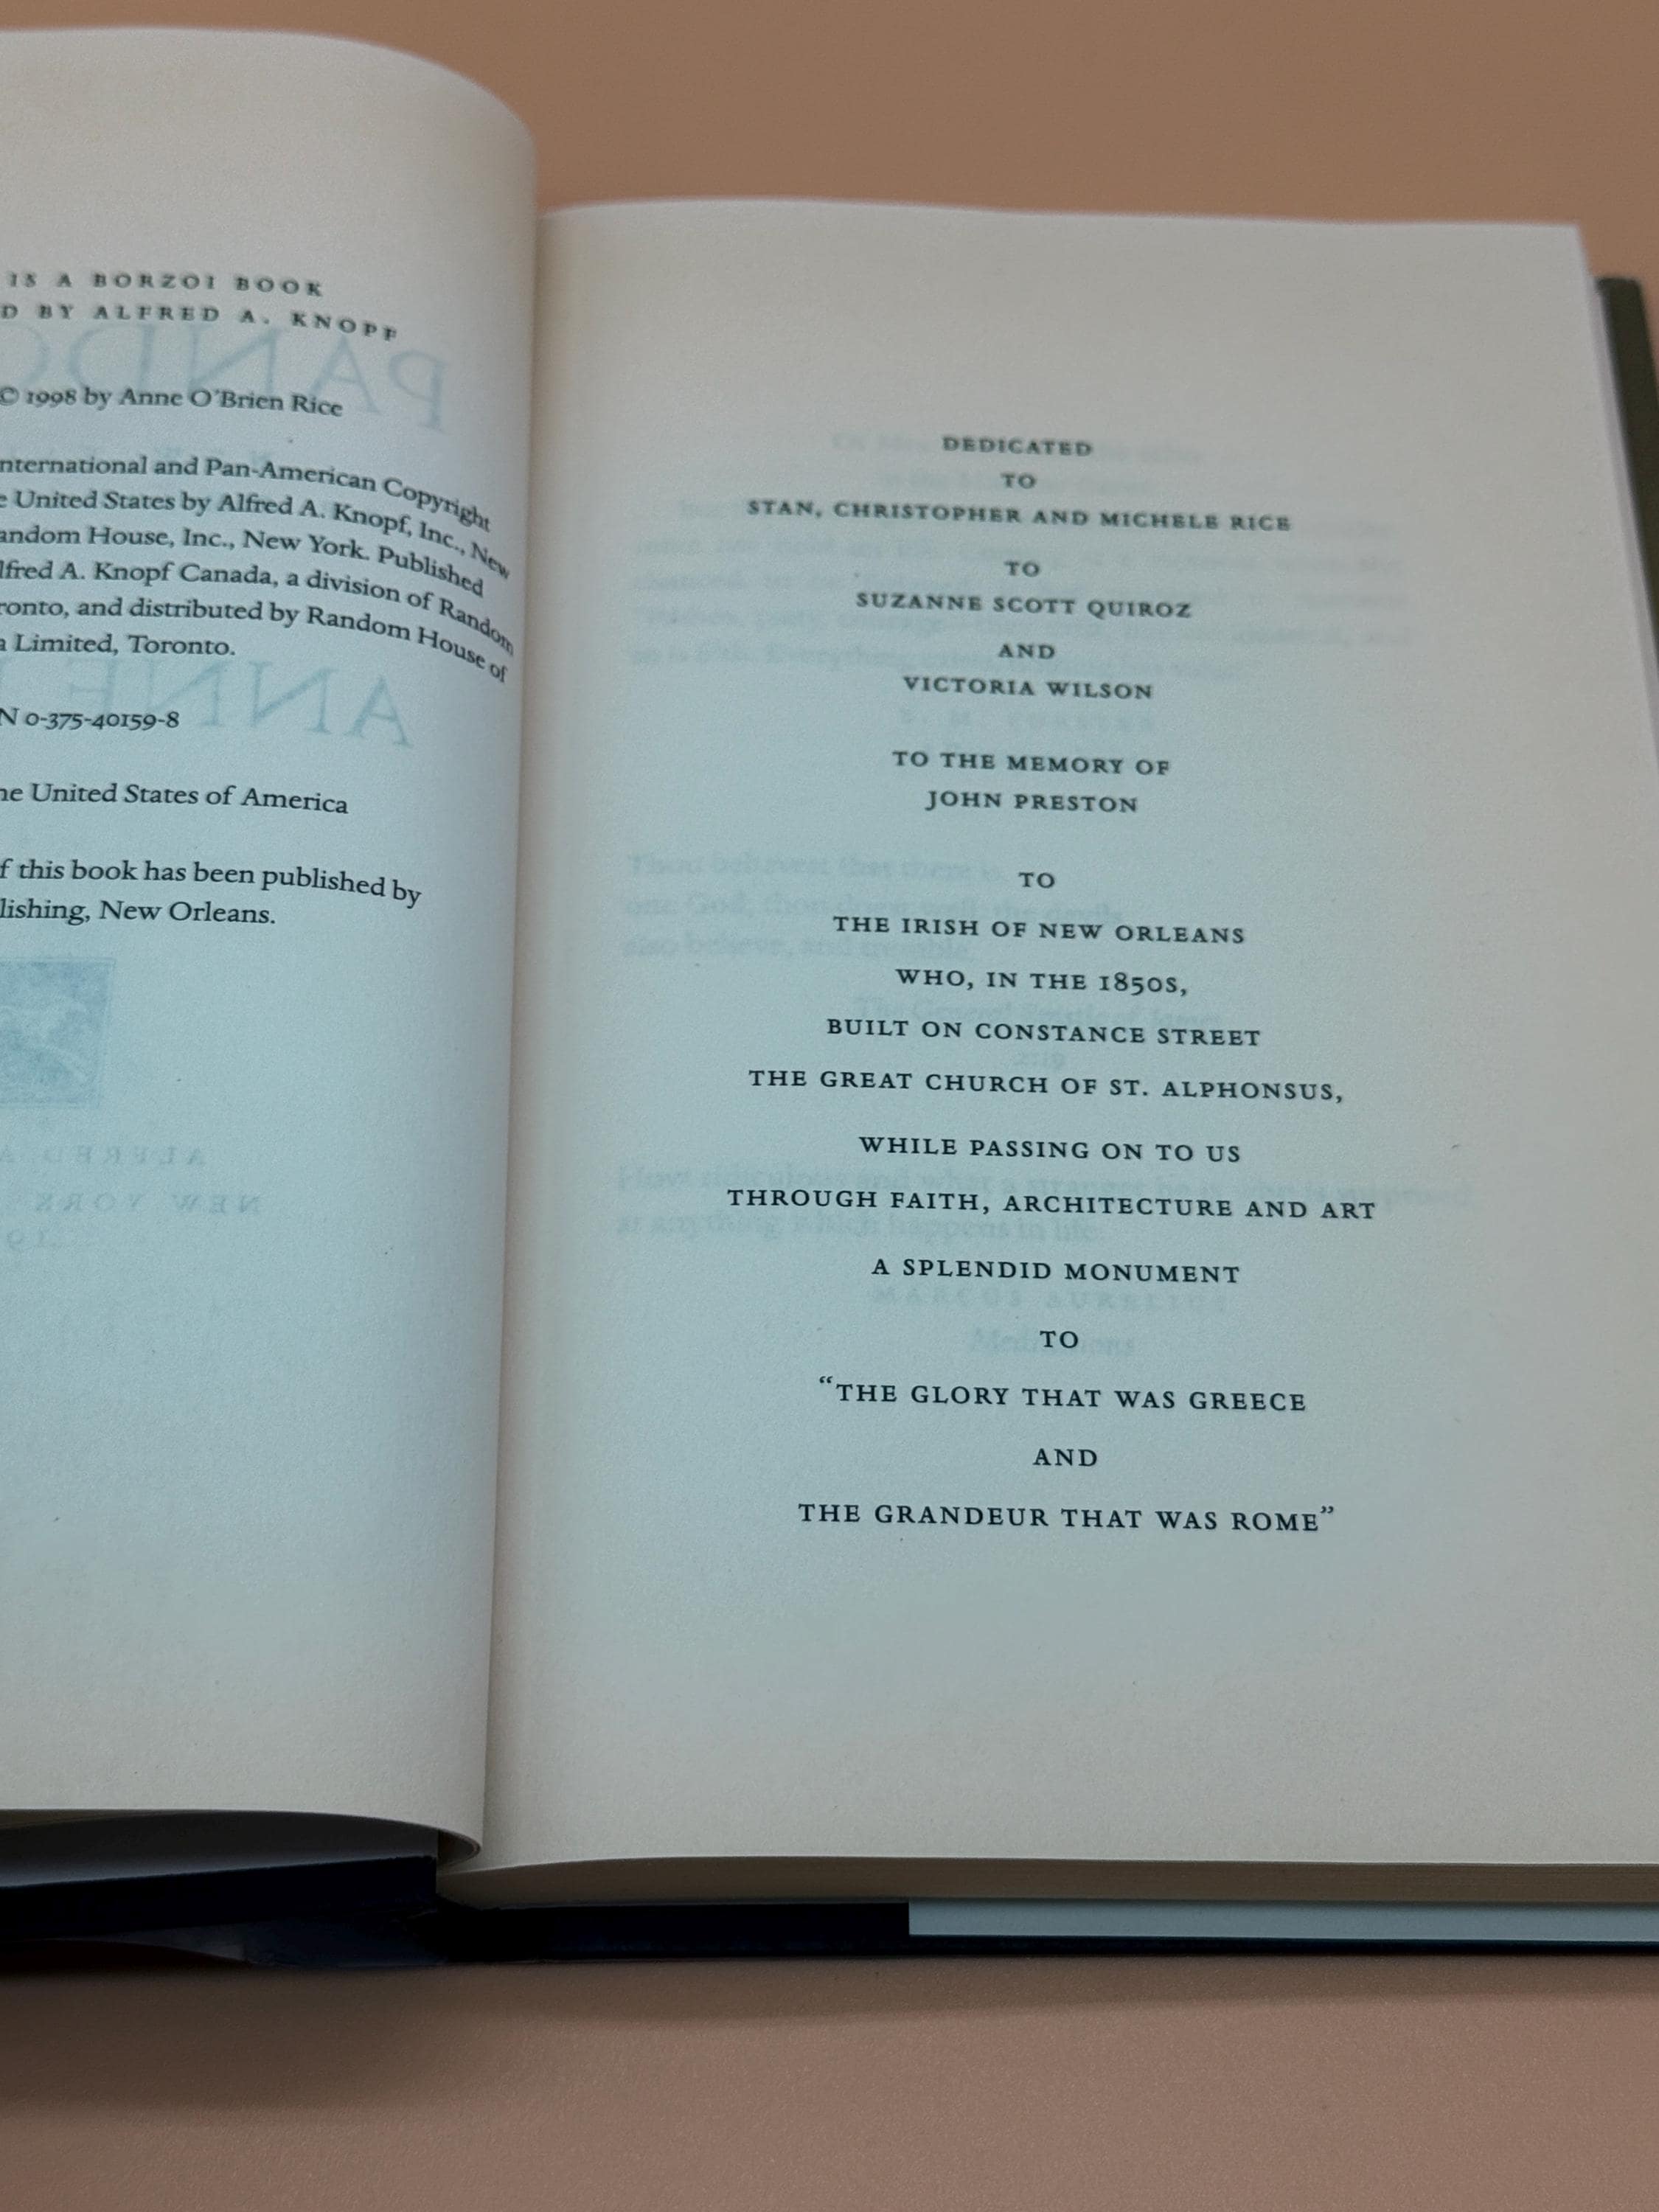 IS A BORZOI BOOK
D BY ALFRED A. KNOPF
© 1998 by Anne O'Brien Rice
nternational and Pan-American Copyright
e United States by Alfred A. Knopf, Inc., New
andom House, Inc., New York. Published
lfred A. Knopf Canada, a division of Random
ronto, and distributed by Random House of
a Limited, Toronto.
N 0-375-40159-8
he United States of America
f this book has been published by
lishing, New Orleans.
DEDICATED
TO
STAN, CHRISTOPHER AND MICHELE RICE
TO
SUZANNE SCOTT QUIROZ
AND
VICTORIA WILSON
TO THE MEMORY OF
JOHN PRESTON
TO
THE IRISH OF NEW ORLEANS
WHO, IN THE 1850S,
BUILT ON CONSTANCE STREET
THE GREAT CHURCH OF ST. ALPHONSUS,
WHILE PASSING ON TO US
THROUGH FAITH, ARCHITECTURE AND ART
A SPLENDID MONUMENT
TO
“THE GLORY THAT WAS GREECE
AND
THE GRANDEUR THAT WAS ROME”